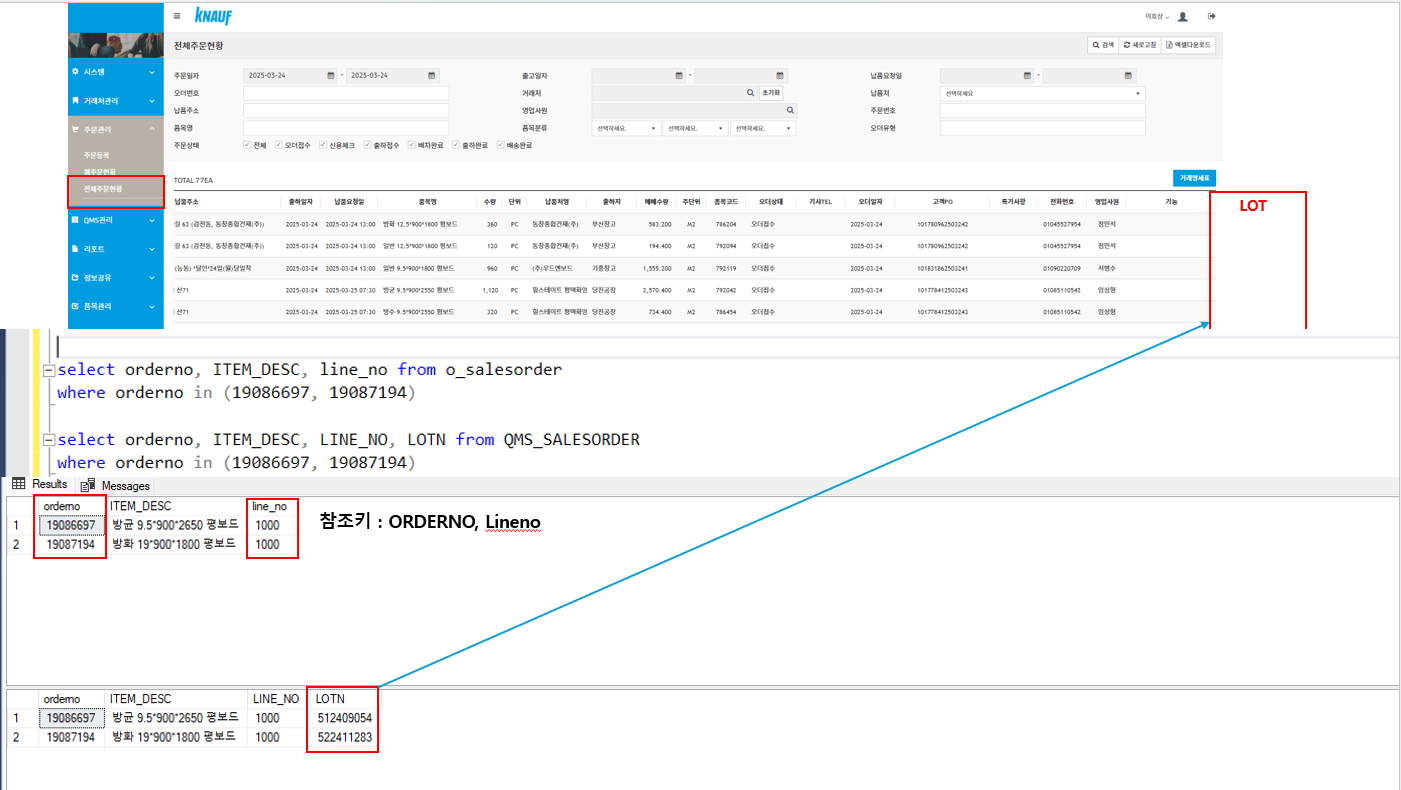 KNAUF
이호상
전체주문현황
검색 새로고침 엑셀다운로드
시스템
거래처관리
주문관리
주문등록
웹주문현황
전체주문현황
QMS관리
리포트
정보공유
품목관리
주문일자 2025-03-24 - 2025-03-24 출고일자 - 납품요청일 -
오더번호 거래처 초기화 납품처 선택하세요
납품주소 영업사원 주문번호
품목명 품목분류 선택하세요. 선택하세요. 선택하세요. 오더유형
주문상태 전체 오더접수 신용체크 출하접수 배차완료 출하완료 배송완료
TOTAL 77EA 거래명세표
납품주소 출하일자 납품요청일 품목명 수량 단위 납품처명 출하지 헤베수량 주단위 품목코드 오더상태 기사TEL 오더일자 고객PO 특기사항 전화번호 영업사원 기능
길 63 (감전동, 동창종합건재(주)) 2025-03-24 2025-03-24 13:00 방화 12.5*900*1800 평보드 360 PC 동창종합건재(주) 부산창고 583.200 M2 786204 오더접수 2025-03-24 101780962503242 01045527954 정민석
길 63 (감전동, 동창종합건재(주)) 2025-03-24 2025-03-24 13:00 일반 12.5*900*1800 평보드 120 PC 동창종합건재(주) 부산창고 194.400 M2 792094 오더접수 2025-03-24 101780962503242 01045527954 정민석
(능동) *당안*24일(월)당일착 2025-03-24 2025-03-24 13:00 일반 9.5*900*1800 평보드 960 PC (주)우드앤보드 기흥창고 1,555.200 M2 792119 오더접수 2025-03-24 101831862503241 01090220709 서병수
산71 2025-03-24 2025-03-25 07:30 방균 9.5*900*2550 평보드 1,120 PC 힐스테이트 평택화양 당진공장 2,570.400 M2 792042 오더접수 2025-03-24 101778412503243 01085110542 임상형
산71 2025-03-24 2025-03-25 07:30 방수 9.5*900*2550 평보드 320 PC 힐스테이트 평택화양 당진공장 734.400 M2 786454 오더접수 2025-03-24 101778412503243 01085110542 임상형
LOT
select orderno, ITEM_DESC, line_no from o_salesorder
where orderno in (19086697, 19087194)
select orderno, ITEM_DESC, LINE_NO, LOTN from QMS_SALESORDER
where orderno in (19086697, 19087194)
Results Messages
orderno ITEM_DESC line_no
1 19086697 방균 9.5*900*2650 평보드 1000
2 19087194 방화 19*900*1800 평보드 1000
참조키 : ORDERNO, Lineno
orderno ITEM_DESC LINE_NO LOTN
1 19086697 방균 9.5*900*2650 평보드 1000 512409054
2 19087194 방화 19*900*1800 평보드 1000 522411283